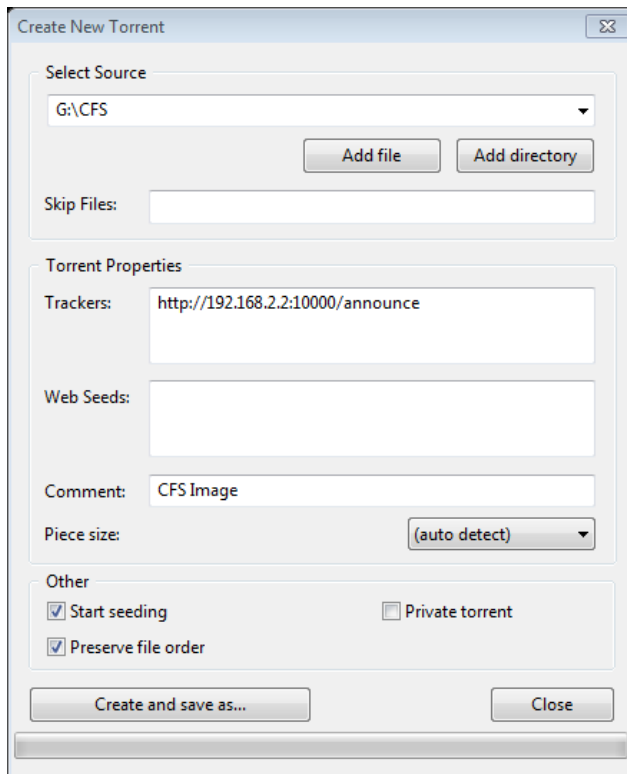 Create New Torrent
Select Source
G:\CFS
Add file
Add directory
Skip Files:
Torrent Properties
Trackers:
http://192.168.2.2:10000/announce
Web Seeds:
Comment:
CFS Image
Piece size:
(auto detect)
Other
Start seeding
Private torrent
Preserve file order
Create and save as...
Close